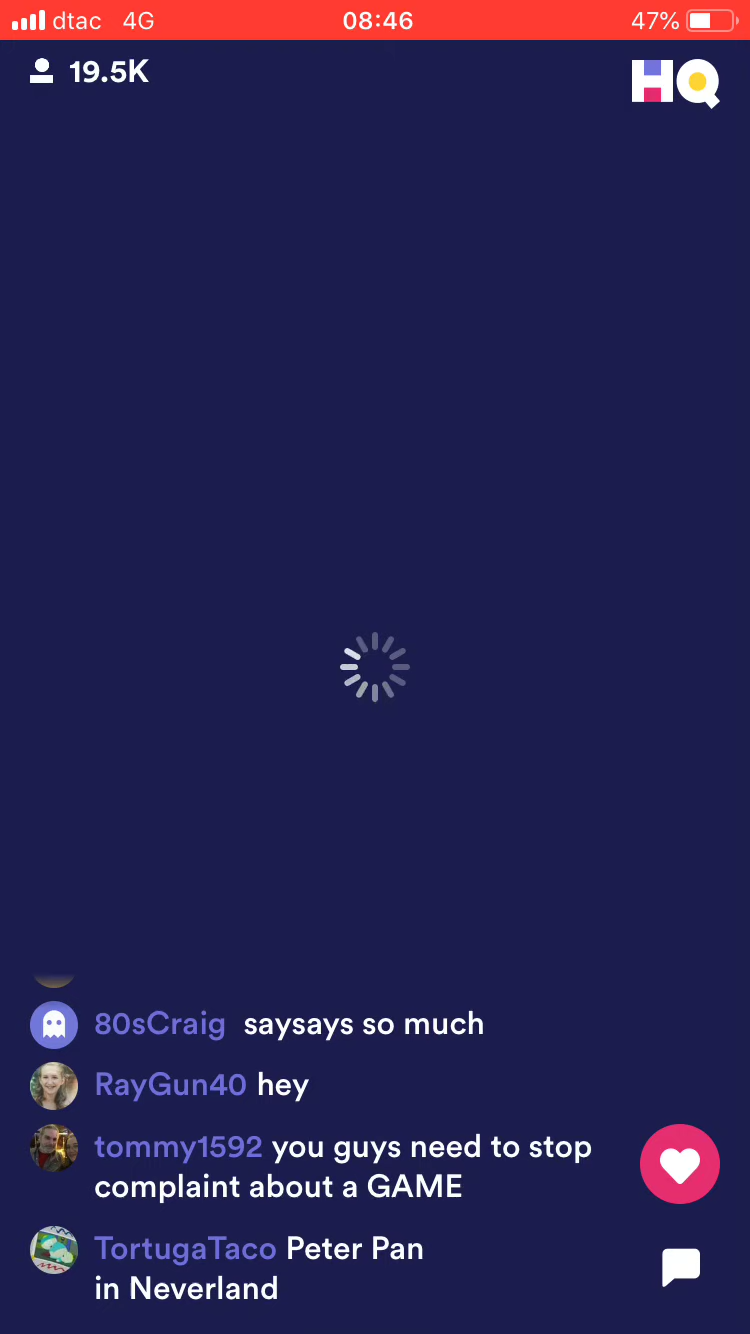 dtac 4G 08:46 47%
19.5K HQ
80sCraig saysays so much
RayGun40 hey
tommy1592 you guys need to stop
complaint about a GAME
TortugaTaco Peter Pan
in Neverland